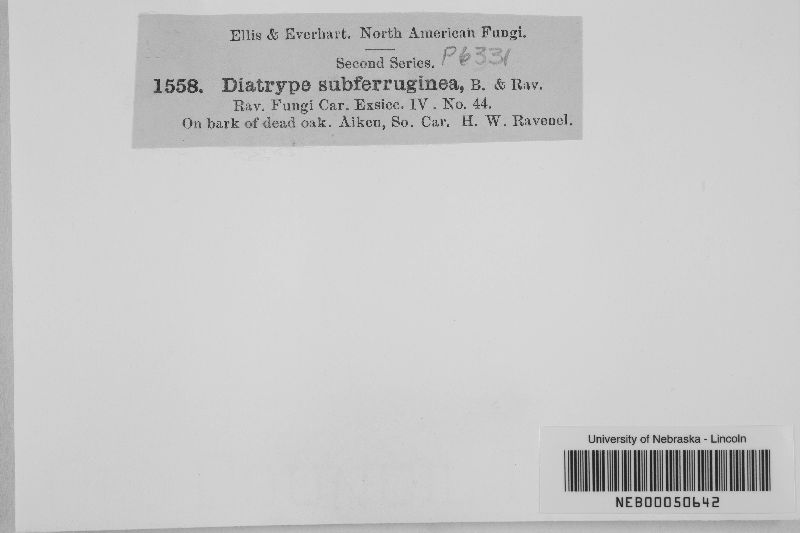 Ellis & Everhart. North American Fungi.
Second Series. P6331
1558. Diatrype subferruginea, B. & Rav.
Rav. Fungi Car. Exsicc. IV. No. 44.
On bark of dead oak. Aiken, So. Car. H. W. Ravenel.
University of Nebraska - Lincoln
NEB00050642